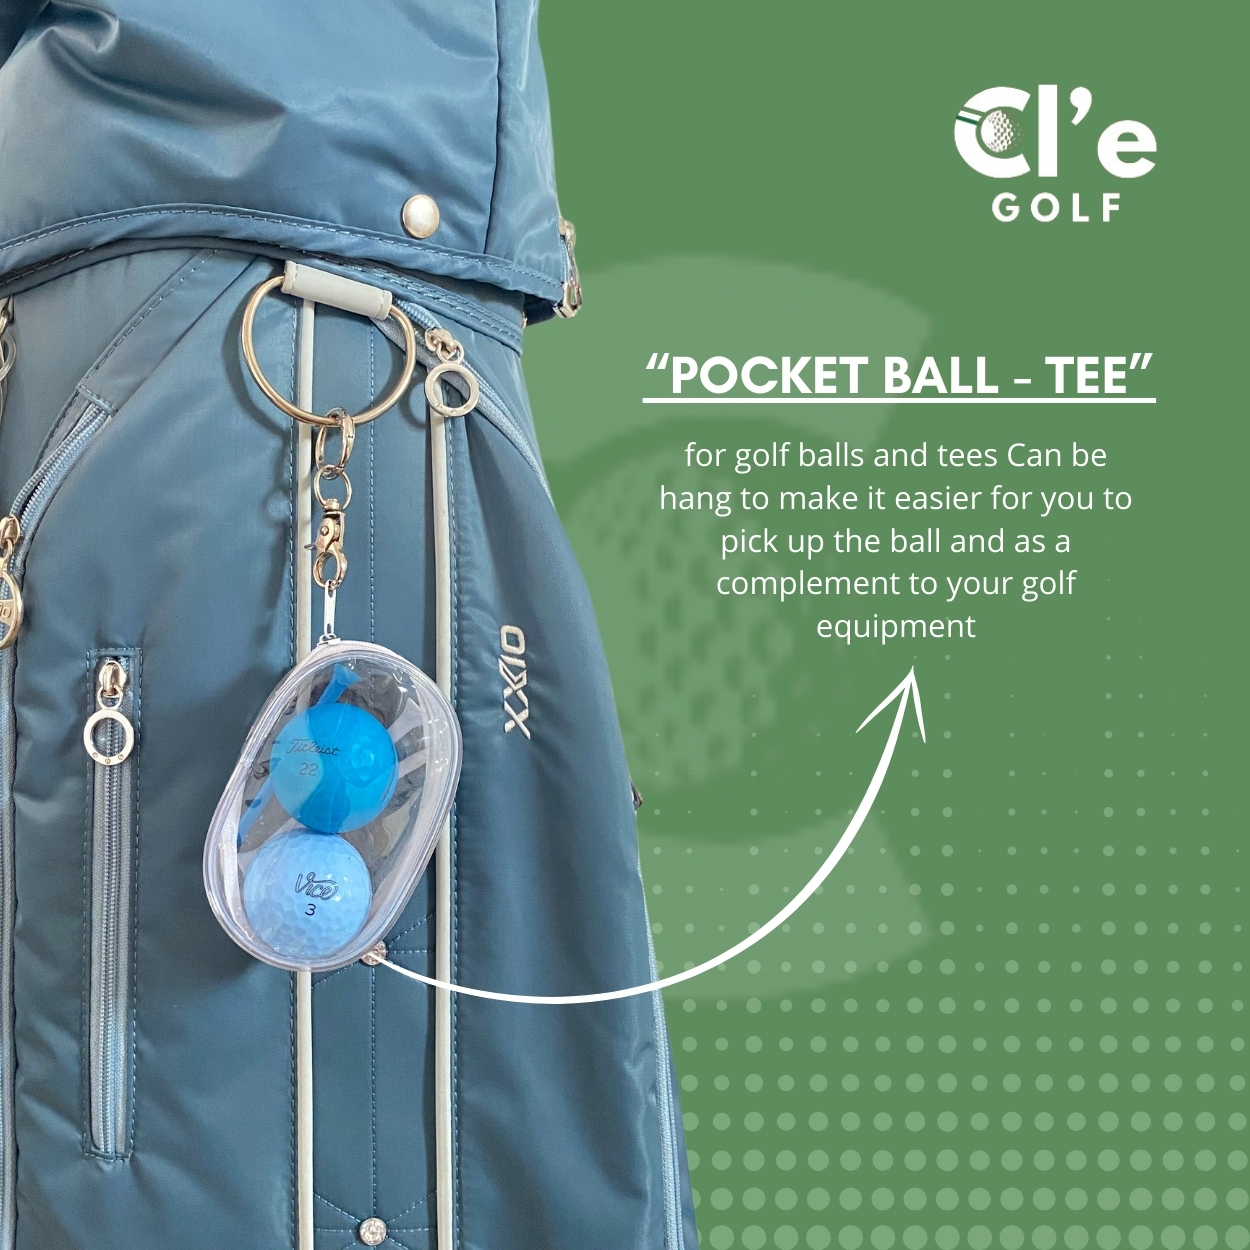 Cl'e
GOLF
“POCKET BALL - TEE”
for golf balls and tees Can be
hang to make it easier for you to
pick up the ball and as a
complement to your golf
equipment
XXIO
Titleist
22
Vice
3